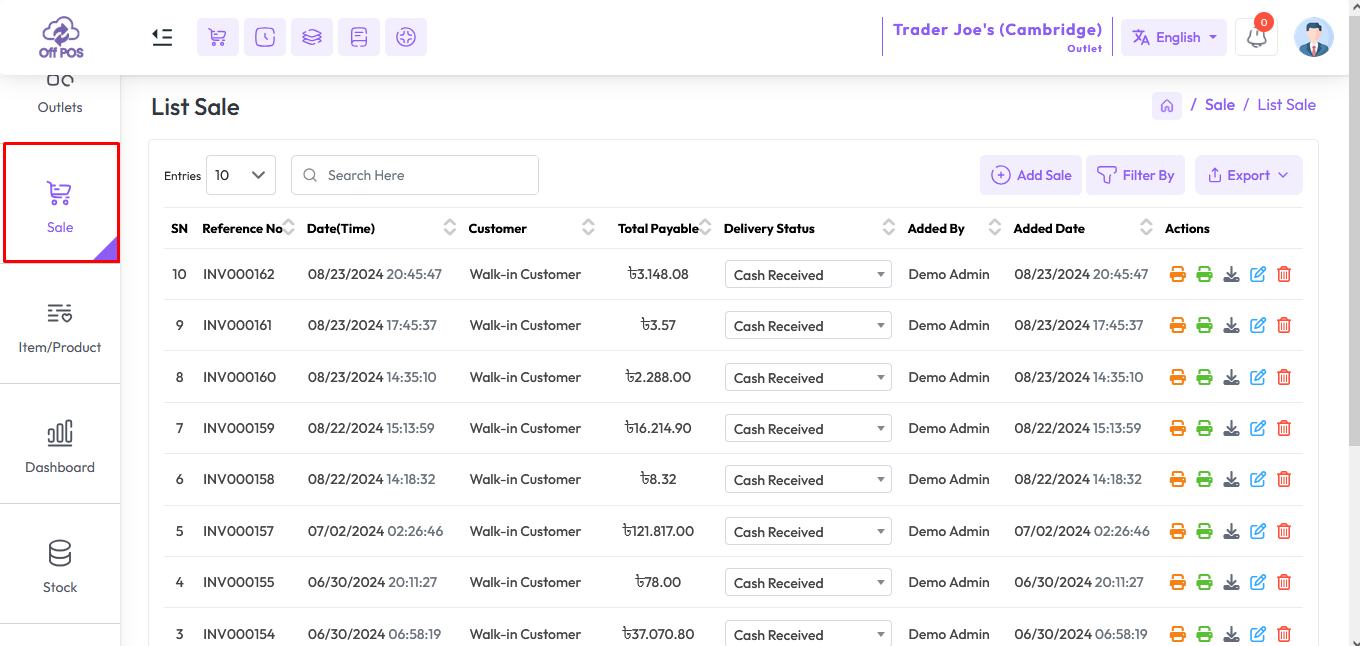 Off POS
Trader Joe's (Cambridge)
Outlet
English
0
Outlets
Sale
Item/Product
Dashboard
Stock
List Sale
/ Sale / List Sale
Entries 10 Search Here Add Sale Filter By Export
SN Reference No Date(Time) Customer Total Payable Delivery Status Added By Added Date Actions
10 INV000162 08/23/2024 20:45:47 Walk-in Customer ৳3.148.08 Cash Received Demo Admin 08/23/2024 20:45:47
9 INV000161 08/23/2024 17:45:37 Walk-in Customer ৳3.57 Cash Received Demo Admin 08/23/2024 17:45:37
8 INV000160 08/23/2024 14:35:10 Walk-in Customer ৳2.288.00 Cash Received Demo Admin 08/23/2024 14:35:10
7 INV000159 08/22/2024 15:13:59 Walk-in Customer ৳16.214.90 Cash Received Demo Admin 08/22/2024 15:13:59
6 INV000158 08/22/2024 14:18:32 Walk-in Customer ৳8.32 Cash Received Demo Admin 08/22/2024 14:18:32
5 INV000157 07/02/2024 02:26:46 Walk-in Customer ৳121.817.00 Cash Received Demo Admin 07/02/2024 02:26:46
4 INV000155 06/30/2024 20:11:27 Walk-in Customer ৳78.00 Cash Received Demo Admin 06/30/2024 20:11:27
3 INV000154 06/30/2024 06:58:19 Walk-in Customer ৳37.070.80 Cash Received Demo Admin 06/30/2024 06:58:19